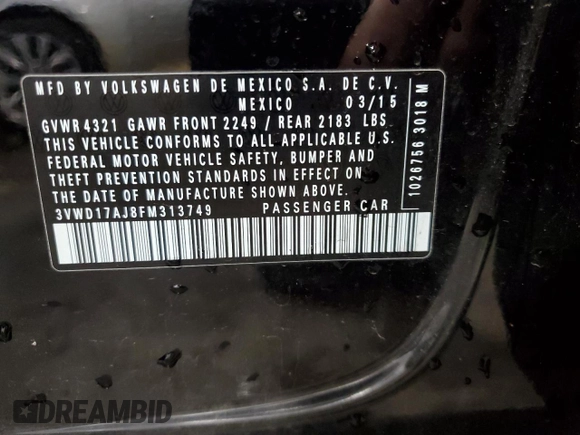 MFD BY VOLKSWAGEN DE MEXICO S.A. DE C.V.
MEXICO 03/15
GVWR 4321 GAWR FRONT 2249 / REAR 2183 LBS
THIS VEHICLE CONFORMS TO ALL APPLICABLE U.S.
FEDERAL MOTOR VEHICLE SAFETY, BUMPER AND
THEFT PREVENTION STANDARDS IN EFFECT ON
THE DATE OF MANUFACTURE SHOWN ABOVE.
3VWD17AJ8FM313749 PASSENGER CAR
1026756 3018 M
DREAMBID